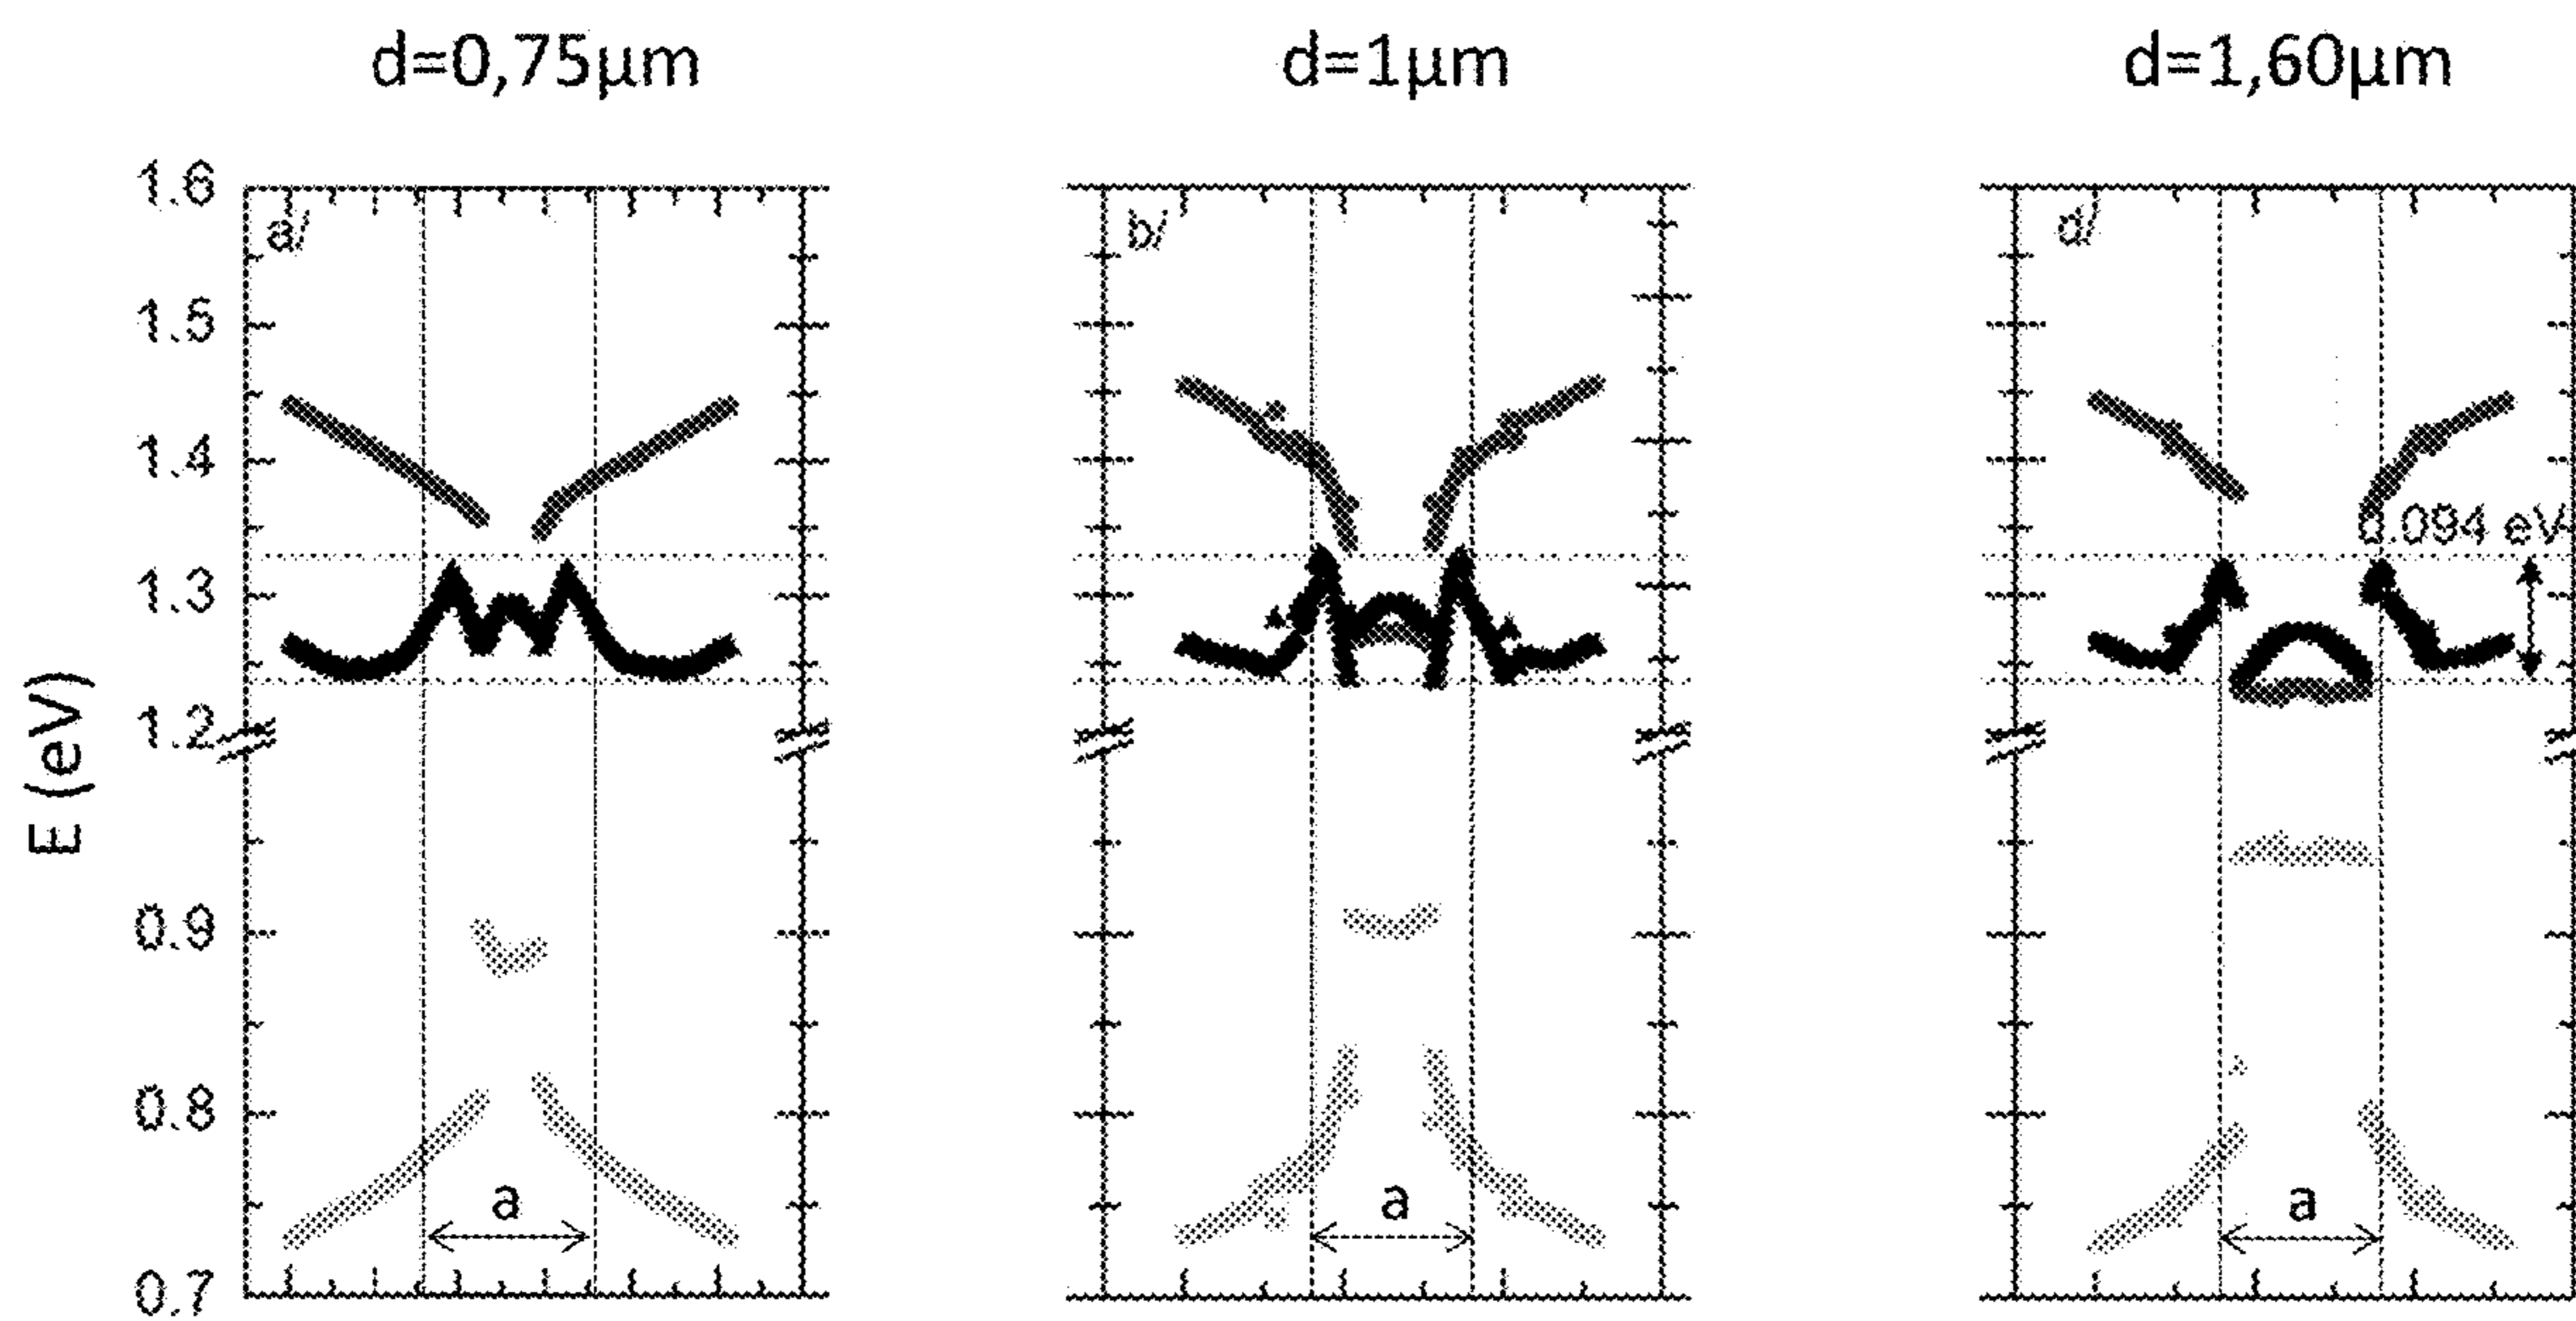 d=0,75µm
d=1µm
d=1,60µm
1.6
1.5
1.4
1.3
1.2
0.9
0.8
0.7
E (eV)
a/
b/
d/
0.094 eV
a
a
a